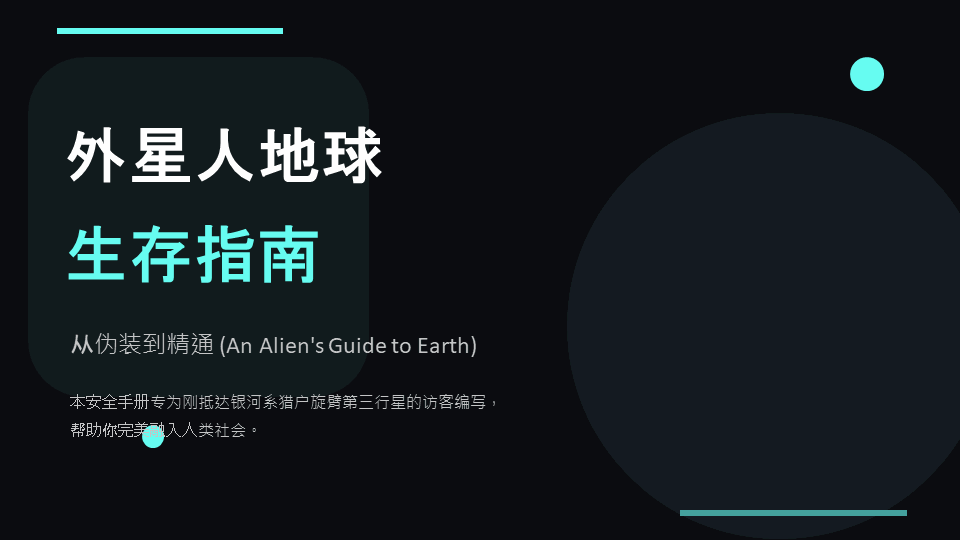 外星人地球
生存指南
从伪装到精通 (An Alien's Guide to Earth)
本安全手册专为刚抵达银河系猎户旋臂第三行星的访客编写，
帮助你完美融入人类社会。